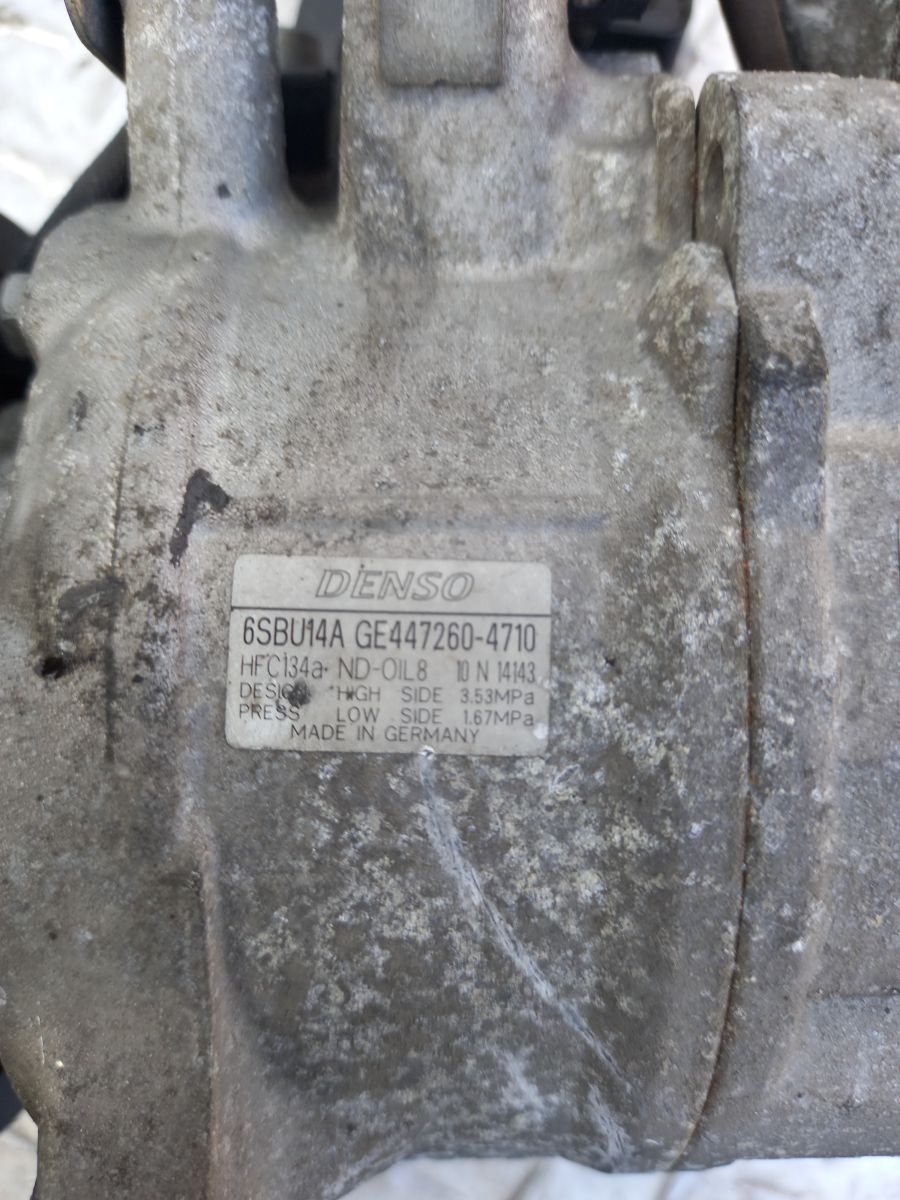 DENSO
6SBU14A GE447260-4710
HFC134a· ND-OIL8 10 N 14143
DESIGN HIGH SIDE 3.53MPa
PRESS LOW SIDE 1.67MPa
MADE IN GERMANY